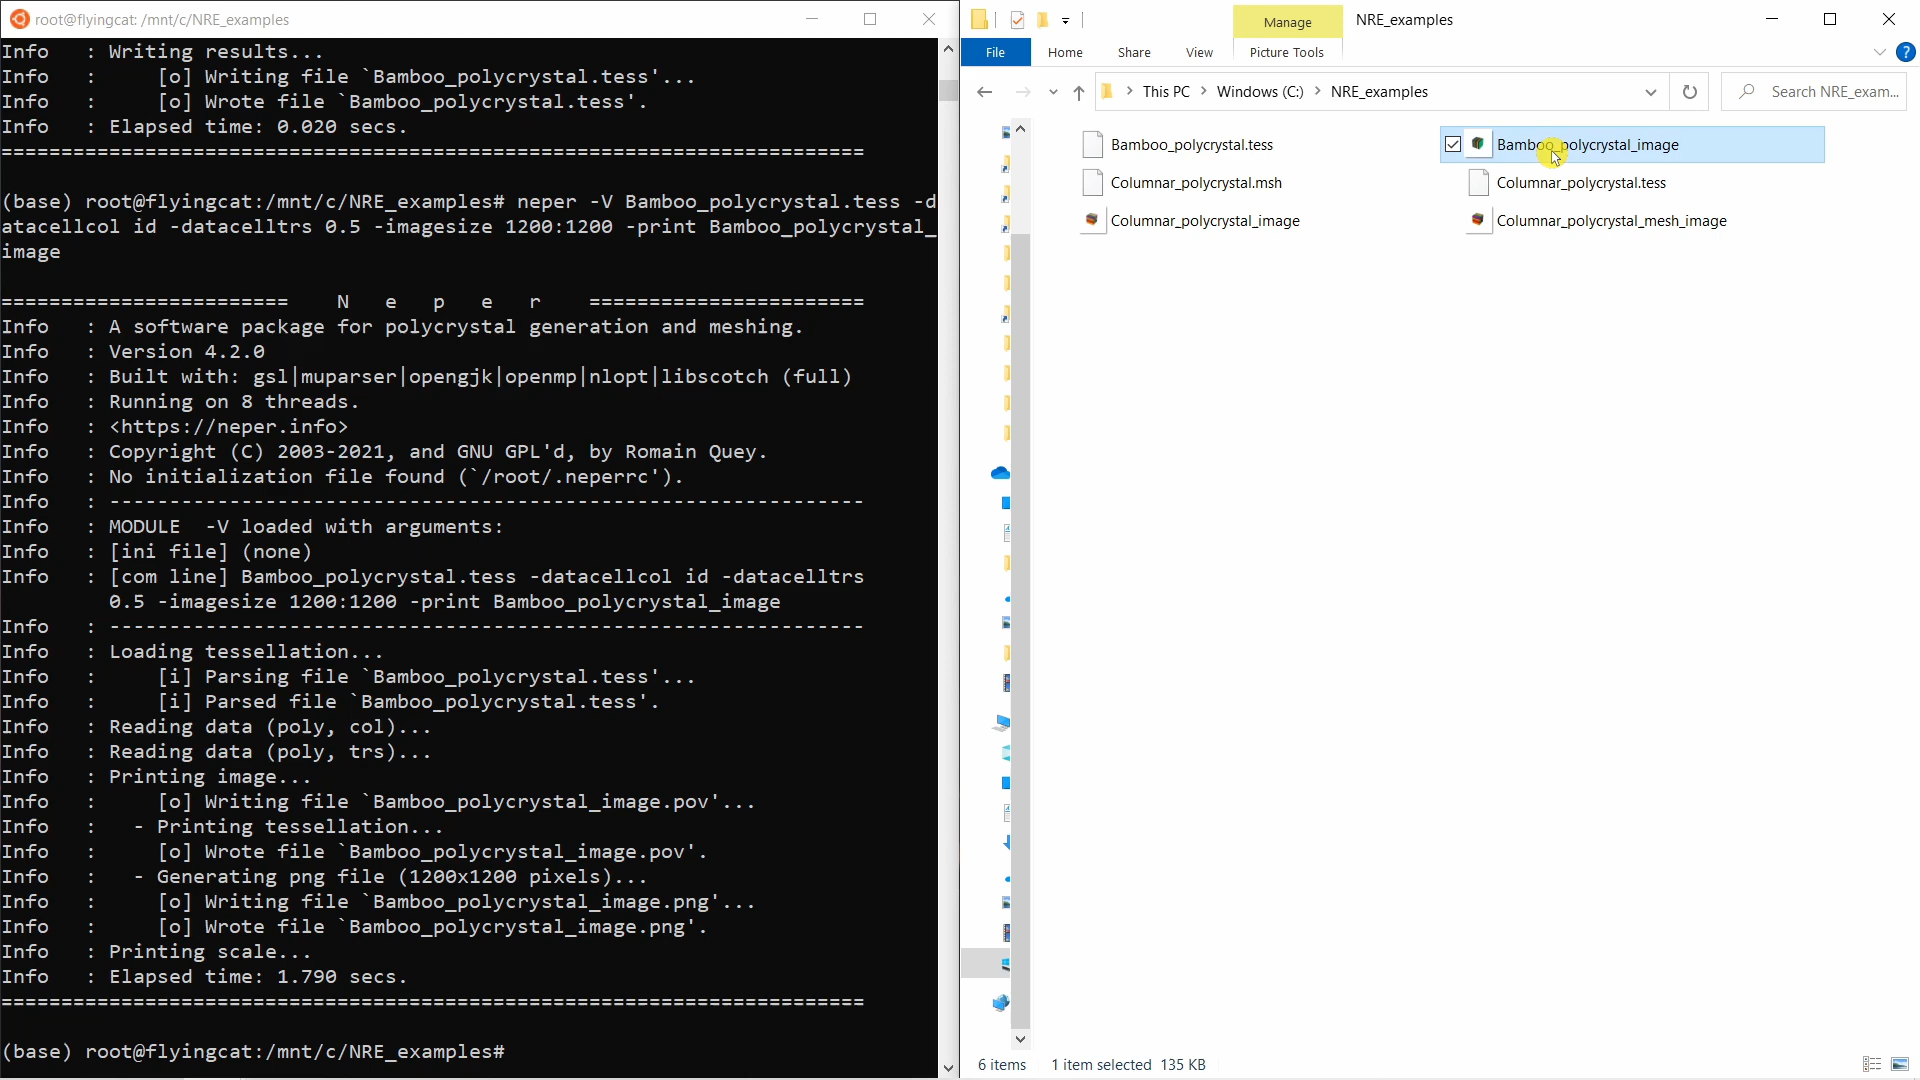 root@flyingcat: /mnt/c/NRE_examples
Info   : Writing results...
Info   :     [o] Writing file `Bamboo_polycrystal.tess'...
Info   :     [o] Wrote file `Bamboo_polycrystal.tess'.
Info   : Elapsed time: 0.020 secs.
========================================================================
(base) root@flyingcat:/mnt/c/NRE_examples# neper -V Bamboo_polycrystal.tess -d
atacellcol id -datacelltrs 0.5 -imagesize 1200:1200 -print Bamboo_polycrystal_
image
========================    N   e   p   e   r    =======================
Info   : A software package for polycrystal generation and meshing.
Info   : Version 4.2.0
Info   : Built with: gsl|muparser|opengjk|openmp|nlopt|libscotch (full)
Info   : Running on 8 threads.
Info   : <https://neper.info>
Info   : Copyright (C) 2003-2021, and GNU GPL'd, by Romain Quey.
Info   : No initialization file found (`/root/.neperrc').
Info   : ---------------------------------------------------------------
Info   : MODULE  -V loaded with arguments:
Info   : [ini file] (none)
Info   : [com line] Bamboo_polycrystal.tess -datacellcol id -datacelltrs
0.5 -imagesize 1200:1200 -print Bamboo_polycrystal_image
Info   : ---------------------------------------------------------------
Info   : Loading tessellation...
Info   :     [i] Parsing file `Bamboo_polycrystal.tess'...
Info   :     [i] Parsed file `Bamboo_polycrystal.tess'.
Info   : Reading data (poly, col)...
Info   : Reading data (poly, trs)...
Info   : Printing image...
Info   :     [o] Writing file `Bamboo_polycrystal_image.pov'...
Info   :   - Printing tessellation...
Info   :     [o] Wrote file `Bamboo_polycrystal_image.pov'.
Info   :   - Generating png file (1200x1200 pixels)...
Info   :     [o] Writing file `Bamboo_polycrystal_image.png'...
Info   :     [o] Wrote file `Bamboo_polycrystal_image.png'.
Info   : Printing scale...
Info   : Elapsed time: 1.790 secs.
========================================================================
(base) root@flyingcat:/mnt/c/NRE_examples#
Manage NRE_examples
File Home Share View Picture Tools
This PC Windows (C:) NRE_examples Search NRE_exam...
Bamboo_polycrystal.tess Bamboo_polycrystal_image
Columnar_polycrystal.msh Columnar_polycrystal.tess
Columnar_polycrystal_image Columnar_polycrystal_mesh_image
6 items 1 item selected 135 KB